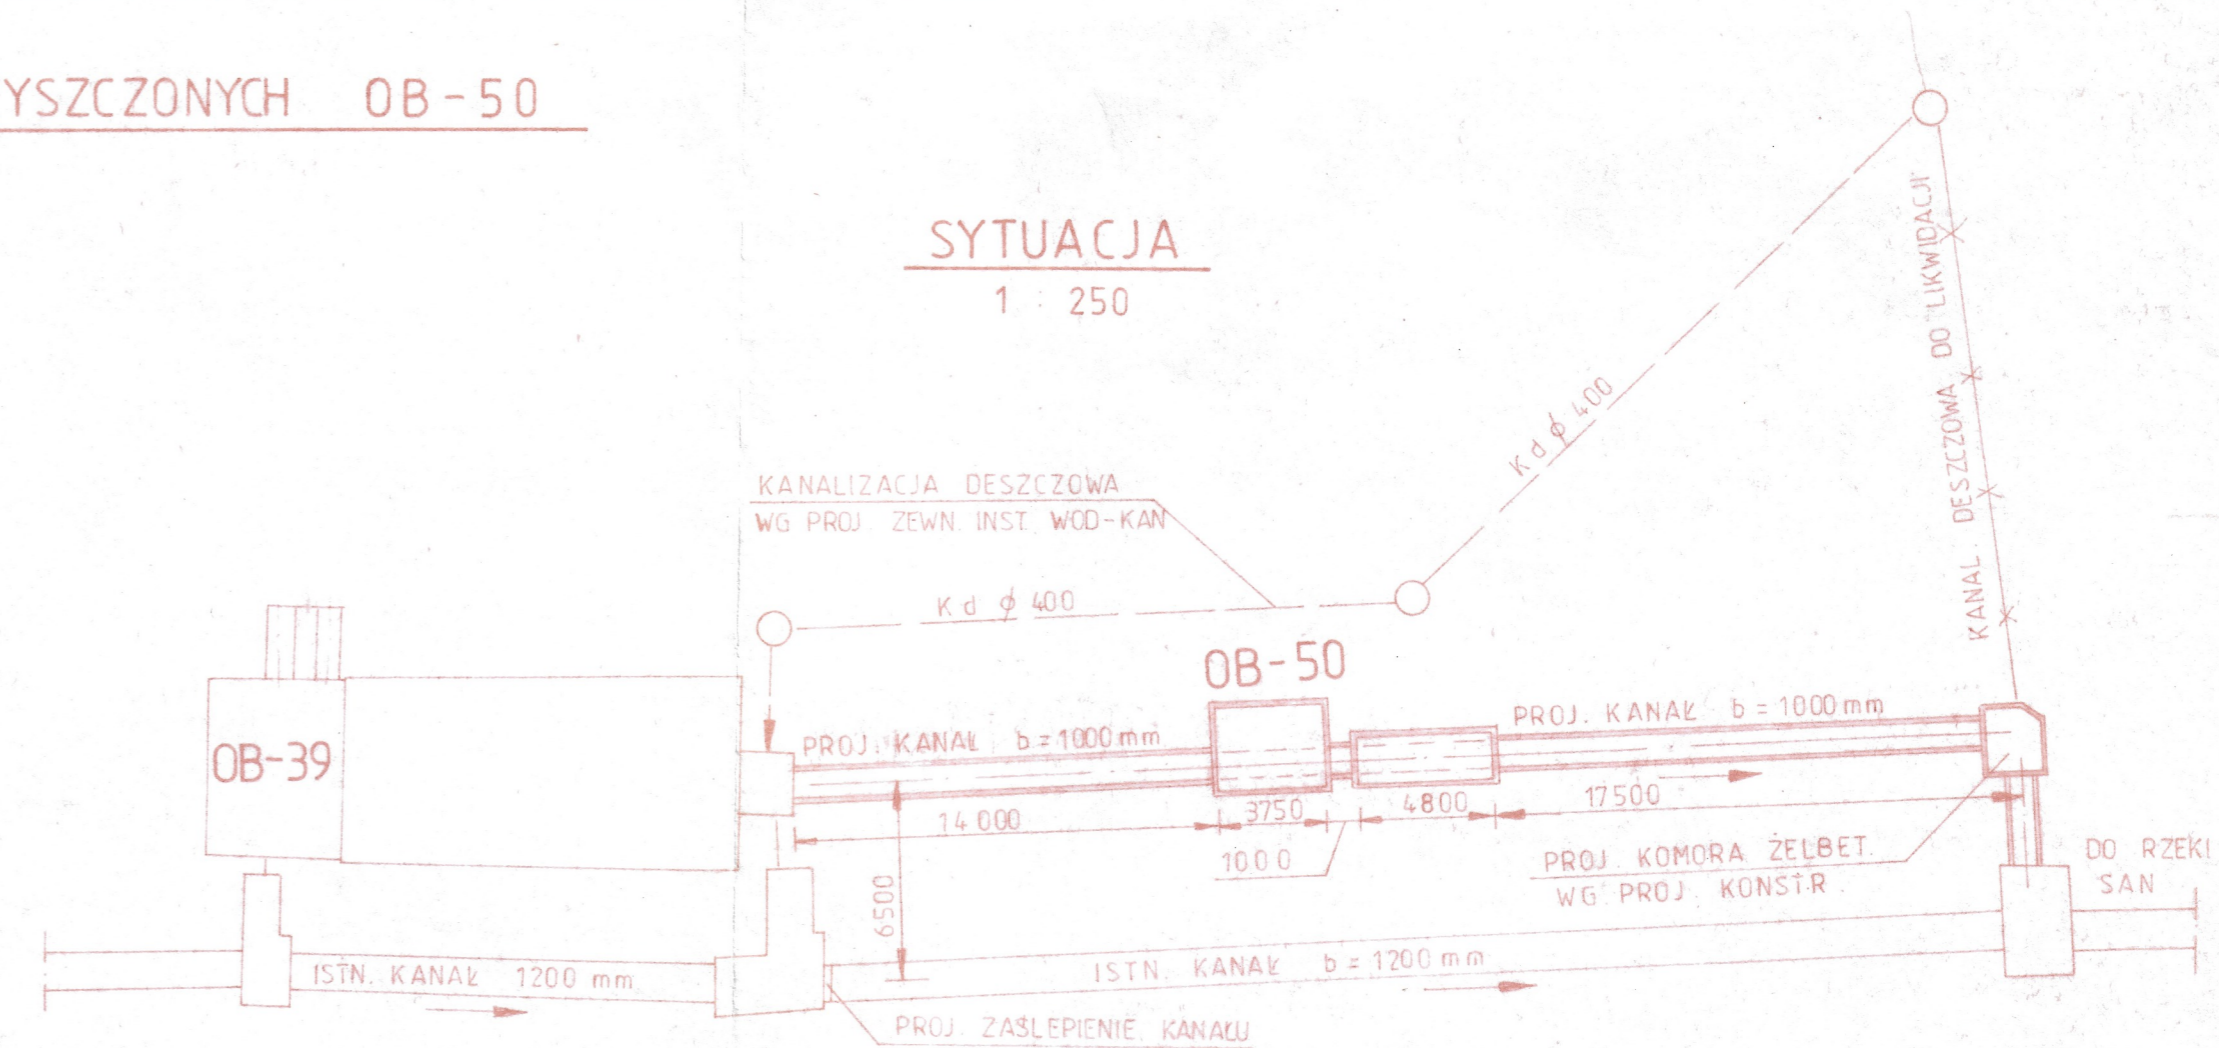 YSZCZONYCH OB-50
SYTUACJA
1 : 250
KANAL. DESZCZOWA DO LIKWIDACJI
Kd ϕ 400
KANALIZACJA DESZCZOWA
WG PROJ. ZEWN. INST. WOD-KAN
Kd ϕ 400
OB-50
OB-39
PROJ. KANAŁ b = 1000 mm
PROJ. KANAŁ b = 1000 mm
14 000
3750
4800
17500
1000
6500
PROJ. KOMORA ŻELBET.
WG PROJ. KONSTR.
DO RZEKI
SAN
ISTN. KANAŁ 1200 mm
ISTN. KANAŁ b = 1200 mm
PROJ. ZAŚLEPIENIE KANAŁU